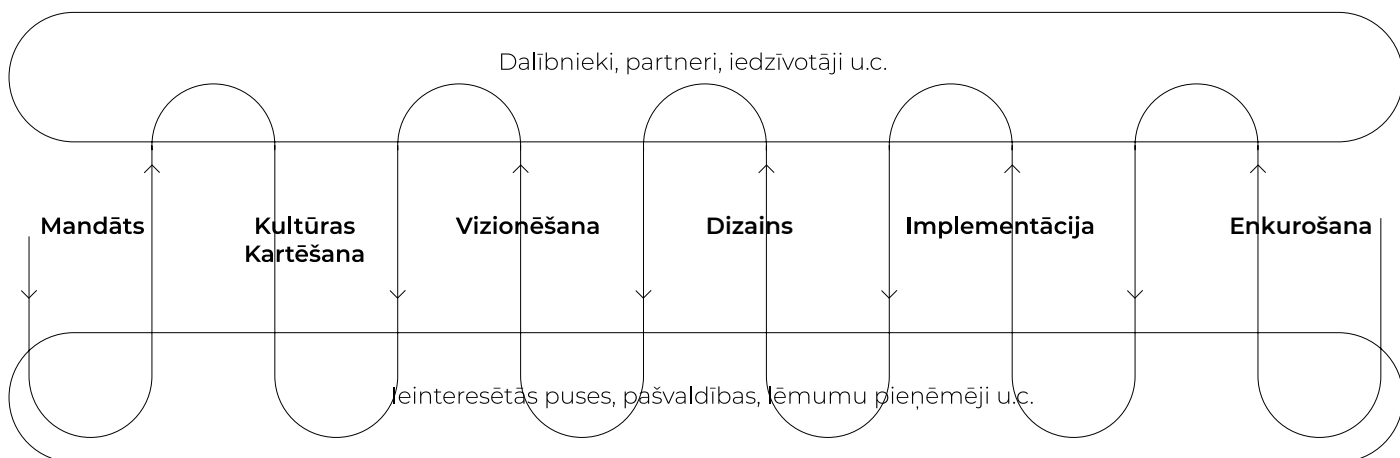 Dalībnieki, partneri, iedzīvotāji u.c.
Mandāts
Kultūras
Kartēšana
Vizionēšana
Dizains
Implementācija
Enkurošana
Ieinteresētās puses, pašvaldības, lēmumu pieņēmēji u.c.